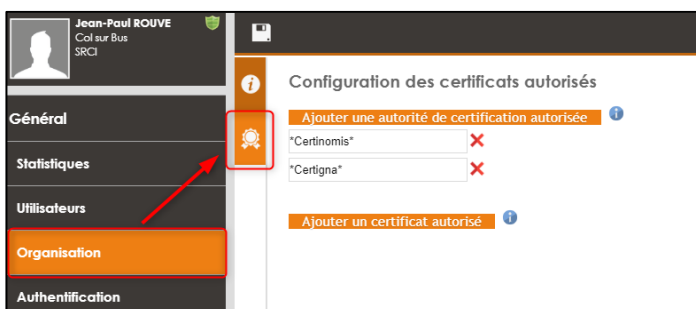 Jean-Paul ROUVE
Col sur Bus
SRCI
Général
Statistiques
Utilisateurs
Organisation
Authentification
Configuration des certificats autorisés
Ajouter une autorité de certification autorisée
*Certinomis*
*Certigna*
Ajouter un certificat autorisé